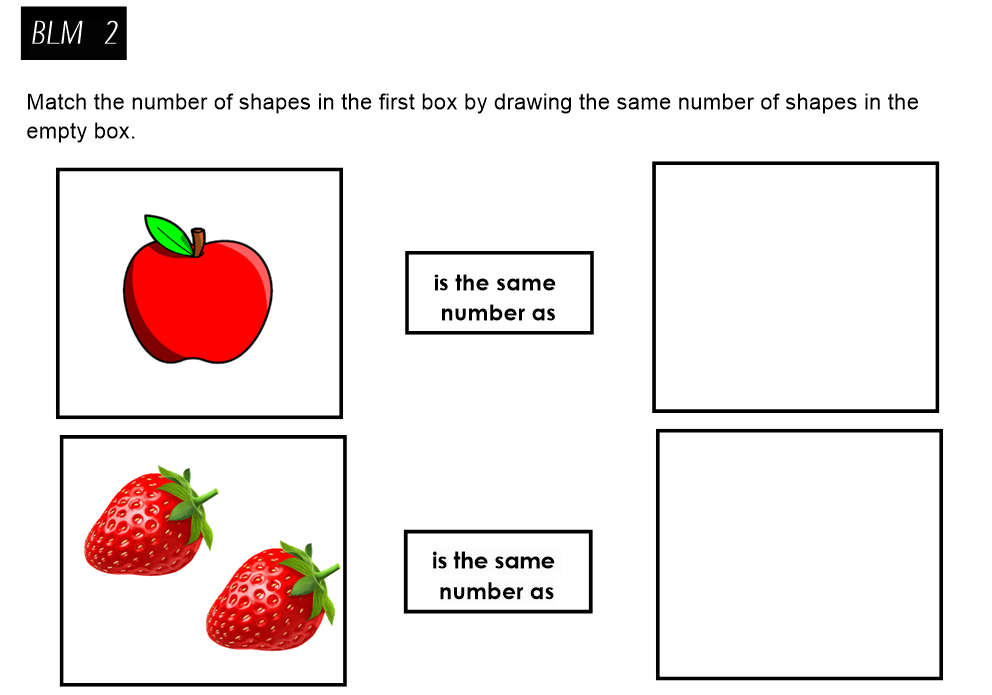 BLM 2
Match the number of shapes in the first box by drawing the same number of shapes in the
empty box.
is the same
number as
is the same
number as